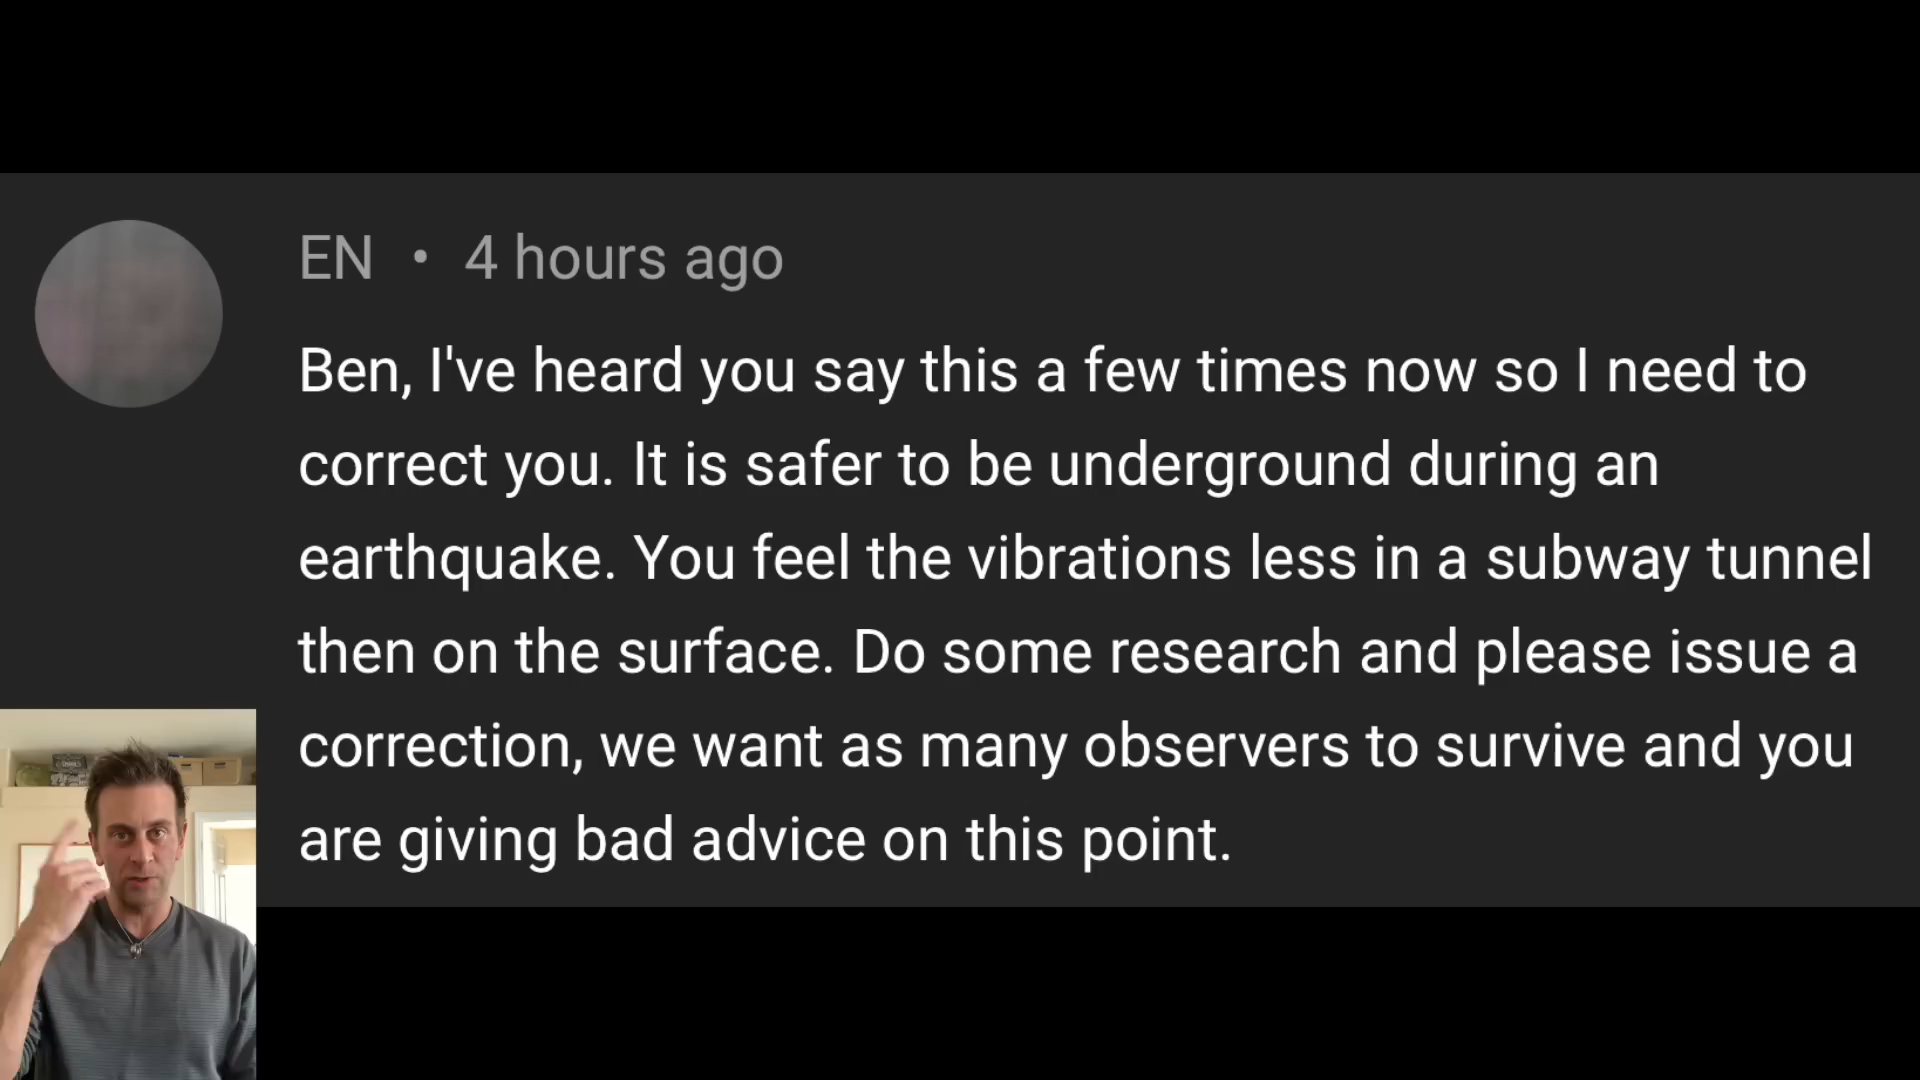 EN • 4 hours ago
Ben, I've heard you say this a few times now so I need to
correct you. It is safer to be underground during an
earthquake. You feel the vibrations less in a subway tunnel
then on the surface. Do some research and please issue a
correction, we want as many observers to survive and you
are giving bad advice on this point.